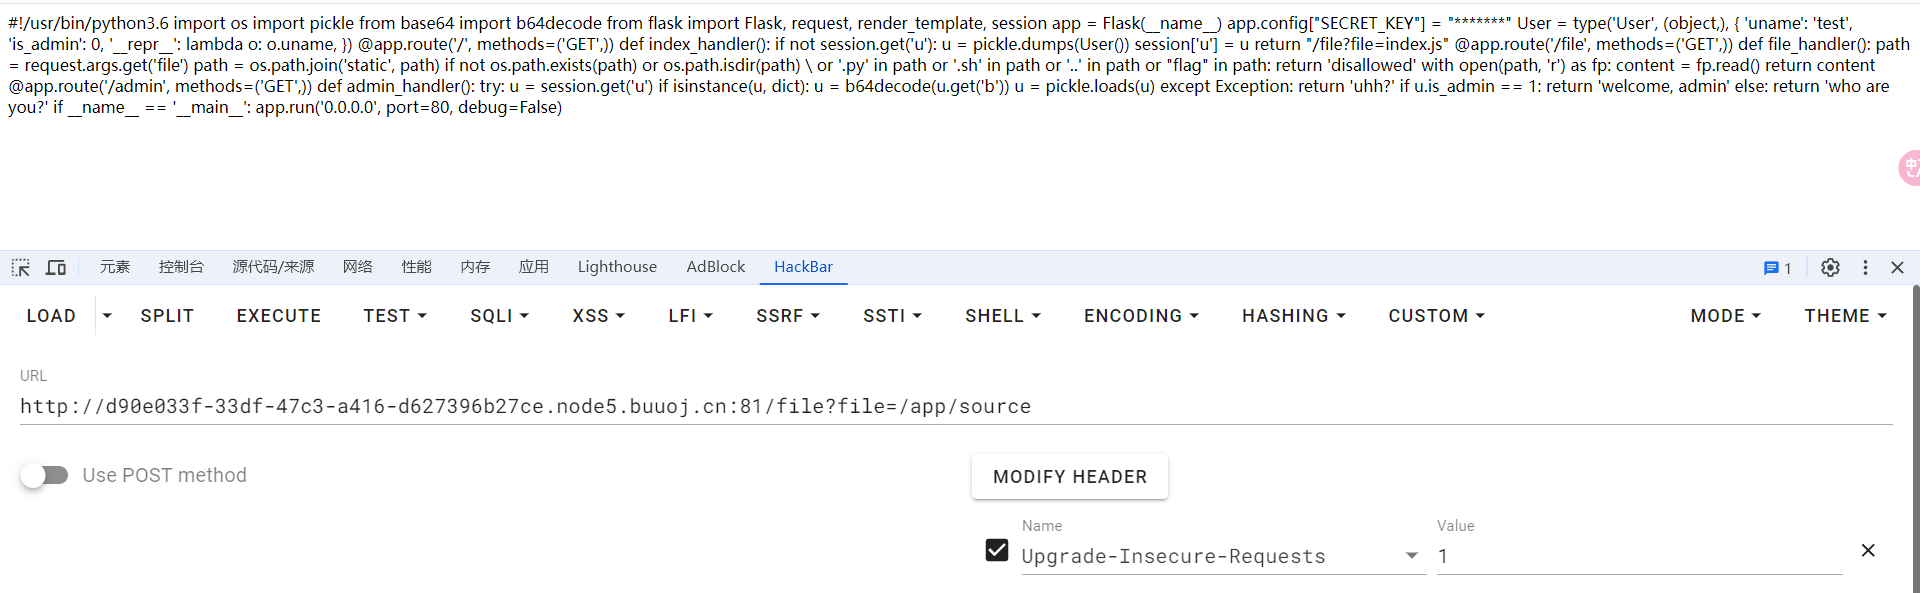 #!/usr/bin/python3.6 import os import pickle from base64 import b64decode from flask import Flask, request, render_template, session app = Flask(__name__) app.config["SECRET_KEY"] = "*******" User = type('User', (object,), { 'uname': 'test',
'is_admin': 0, '__repr__': lambda o: o.uname, }) @app.route('/', methods=('GET',)) def index_handler(): if not session.get('u'): u = pickle.dumps(User()) session['u'] = u return "/file?file=index.js" @app.route('/file', methods=('GET',)) def file_handler(): path
= request.args.get('file') path = os.path.join('static', path) if not os.path.exists(path) or os.path.isdir(path) \ or '.py' in path or '.sh' in path or '..' in path or "flag" in path: return 'disallowed' with open(path, 'r') as fp: content = fp.read() return content
@app.route('/admin', methods=('GET',)) def admin_handler(): try: u = session.get('u') if isinstance(u, dict): u = b64decode(u.get('b')) u = pickle.loads(u) except Exception: return 'uhh?' if u.is_admin == 1: return 'welcome, admin' else: return 'who are
you?' if __name__ == '__main__': app.run('0.0.0.0', port=80, debug=False)
元素 控制台 源代码/来源 网络 性能 内存 应用 Lighthouse AdBlock HackBar 1
LOAD SPLIT EXECUTE TEST SQLI XSS LFI SSRF SSTI SHELL ENCODING HASHING CUSTOM MODE THEME
URL
http://d90e033f-33df-47c3-a416-d627396b27ce.node5.buuoj.cn:81/file?file=/app/source
Use POST method
MODIFY HEADER
Name Value
Upgrade-Insecure-Requests 1